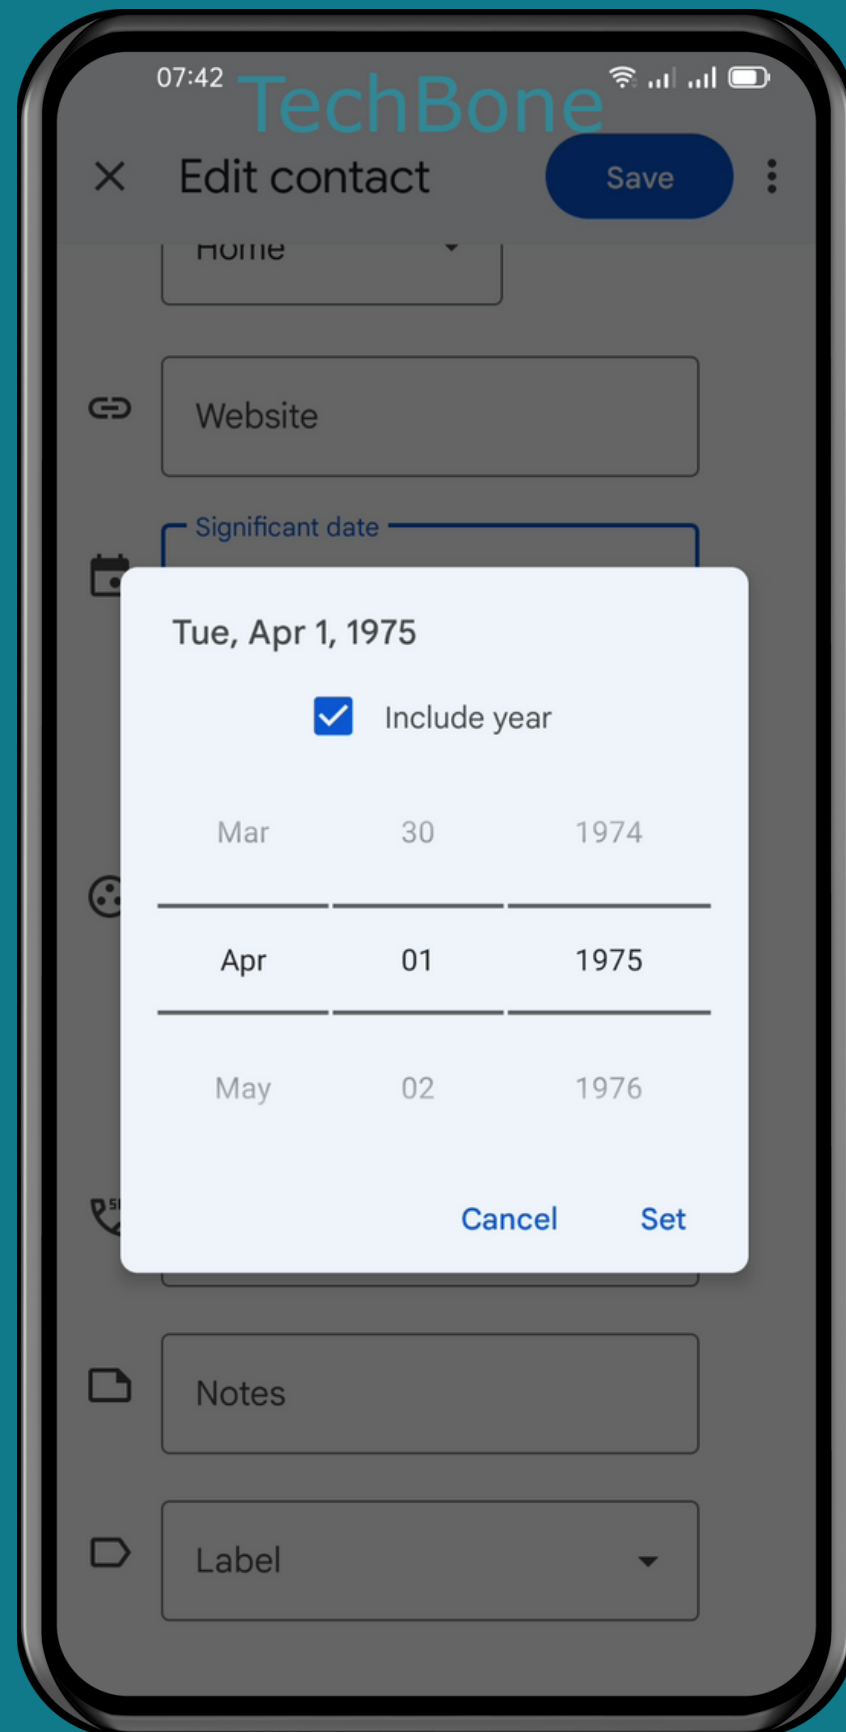 07:42
TechBone
Edit contact
Save
Home
Website
Significant date
Tue, Apr 1, 1975
Include year
Mar 30 1974
Apr 01 1975
May 02 1976
Cancel Set
Notes
Label